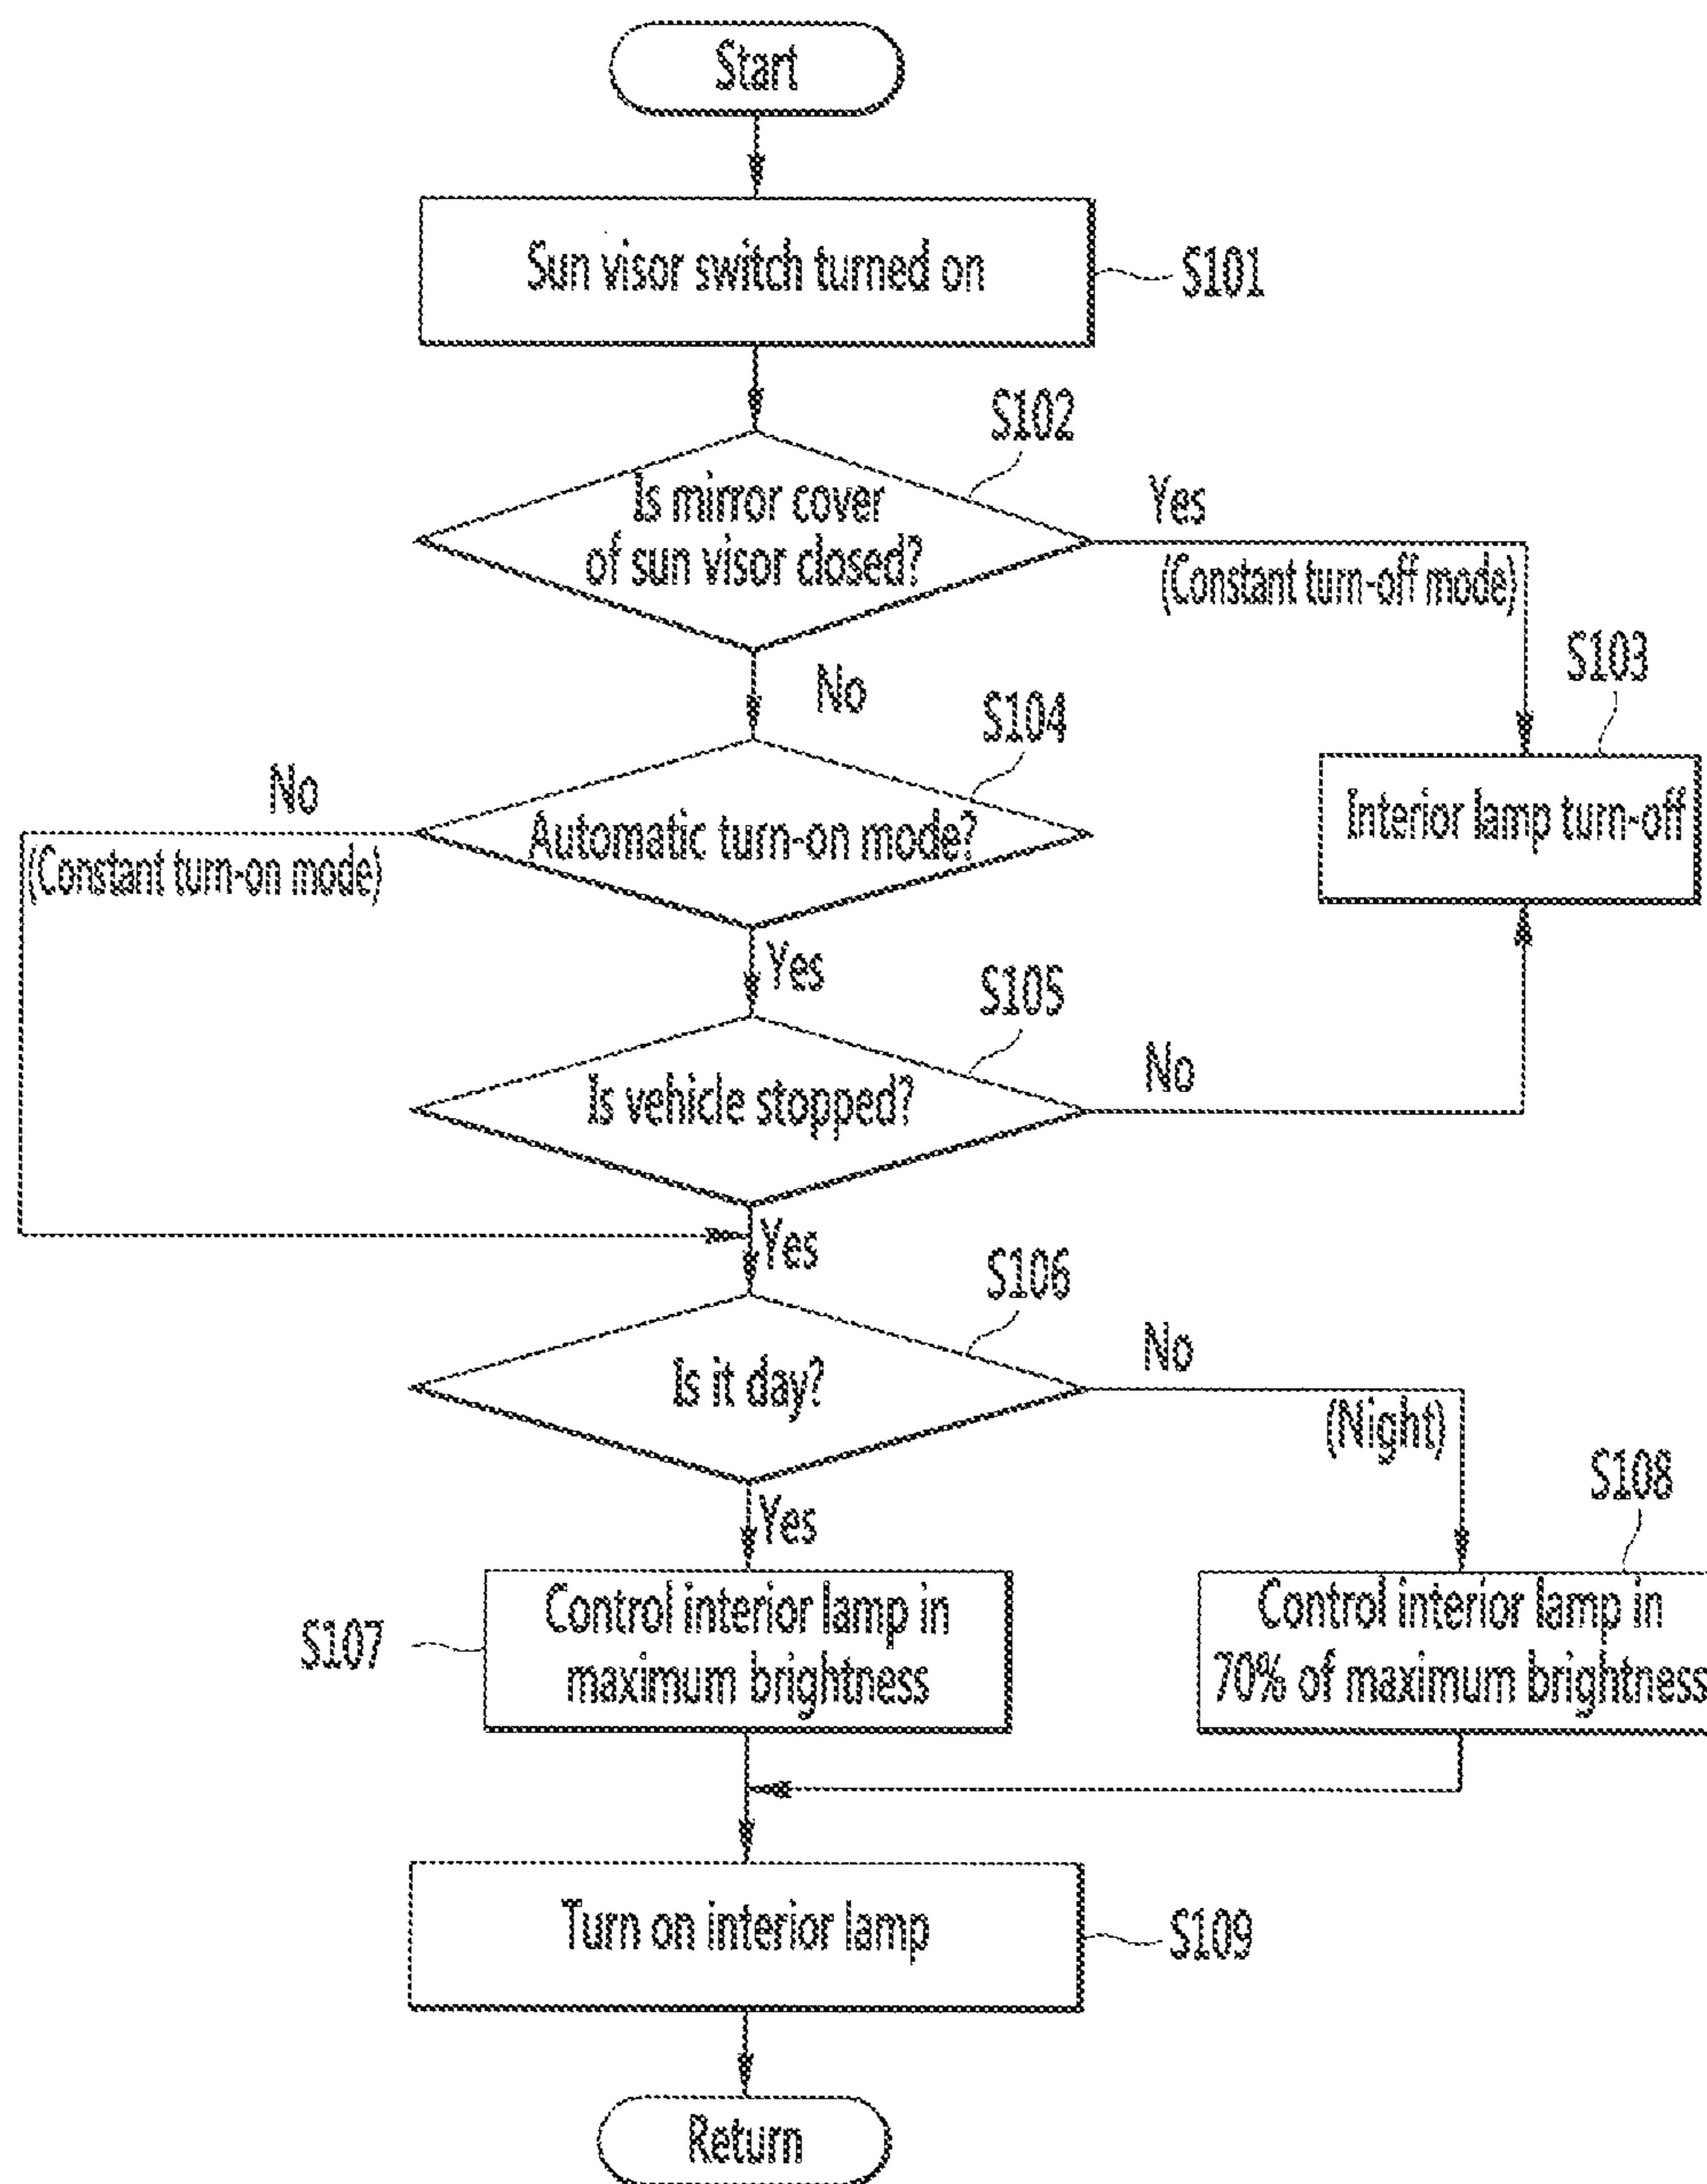 Start
Sun visor switch turned on
S101
S102
Is mirror cover
of sun visor closed?
Yes
(Constant turn-off mode)
No
S103
Interior lamp turn-off
S104
Automatic turn-on mode?
No
(Constant turn-on mode)
Yes
S105
Is vehicle stopped?
No
Yes
S106
Is it day?
No
(Night)
Yes
S107
Control interior lamp in
maximum brightness
S108
Control interior lamp in
70% of maximum brightness
Turn on interior lamp
S109
Return